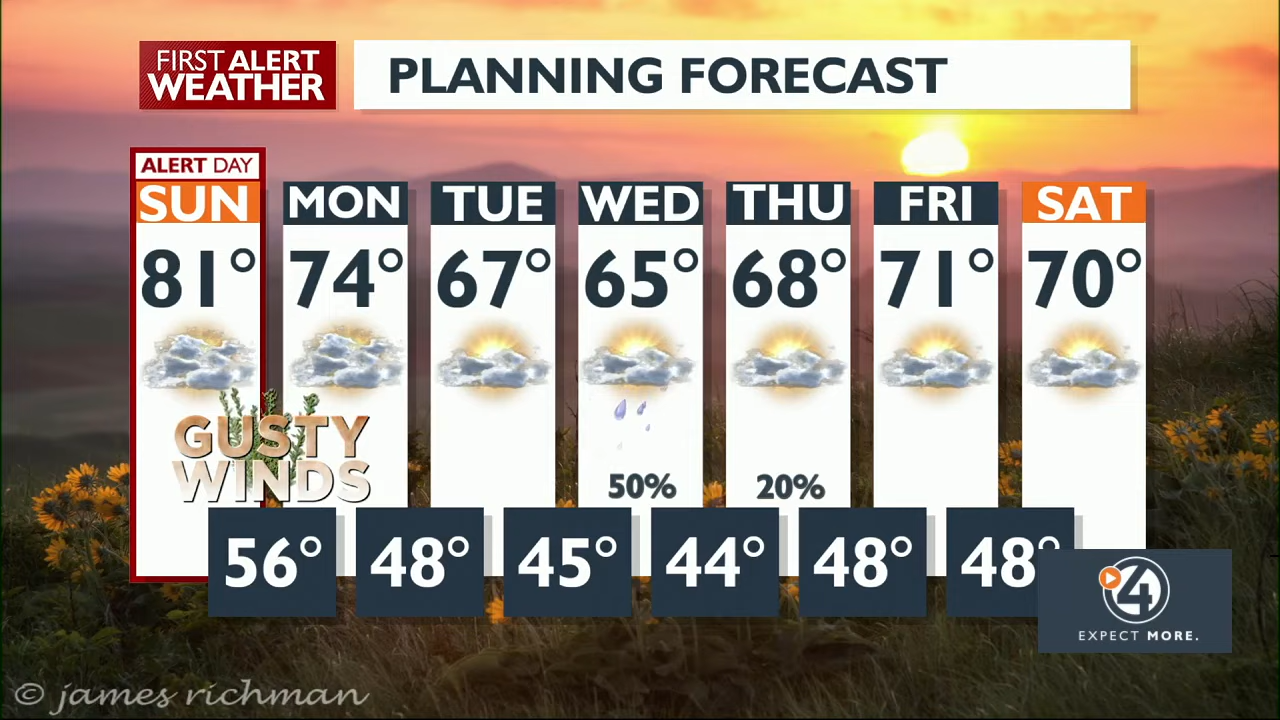 FIRST ALERT
WEATHER
PLANNING FORECAST
ALERT DAY
SUN MON TUE WED THU FRI SAT
81° 74° 67° 65° 68° 71° 70°
GUSTY
WINDS
50% 20%
56° 48° 45° 44° 48° 48°
4
EXPECT MORE.
© james richman